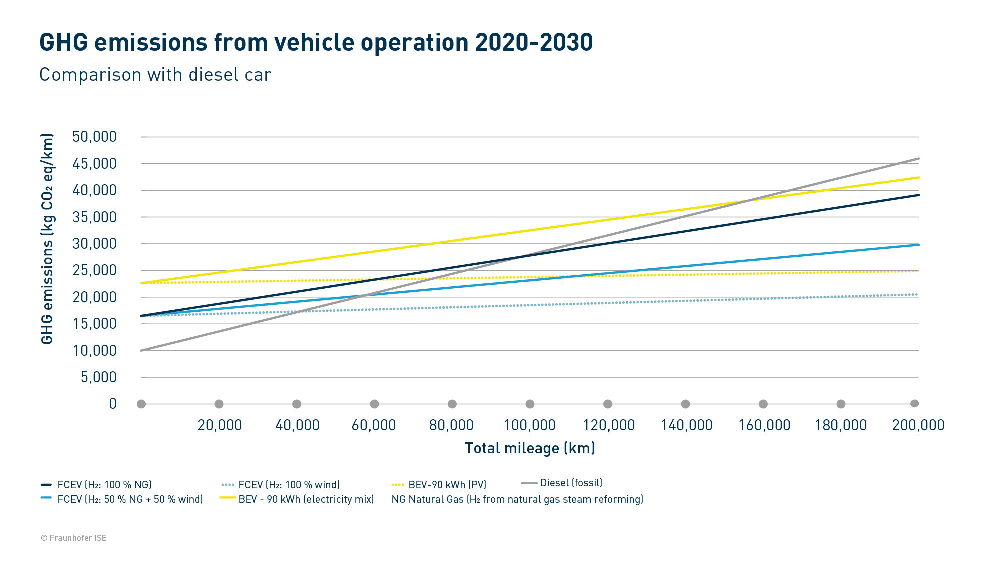 GHG emissions from vehicle operation 2020-2030
Comparison with diesel car
GHG emissions (kg CO₂ eq/km)
50,000
45,000
40,000
35,000
30,000
25,000
20,000
15,000
10,000
5,000
0
20,000 40,000 60,000 80,000 100,000 120,000 140,000 160,000 180,000 200,000
Total mileage (km)
FCEV (H₂: 100 % NG) FCEV (H₂: 100 % wind) BEV-90 kWh (PV) Diesel (fossil)
FCEV (H₂: 50 % NG + 50 % wind) BEV - 90 kWh (electricity mix) NG Natural Gas (H₂ from natural gas steam reforming)
© Fraunhofer ISE